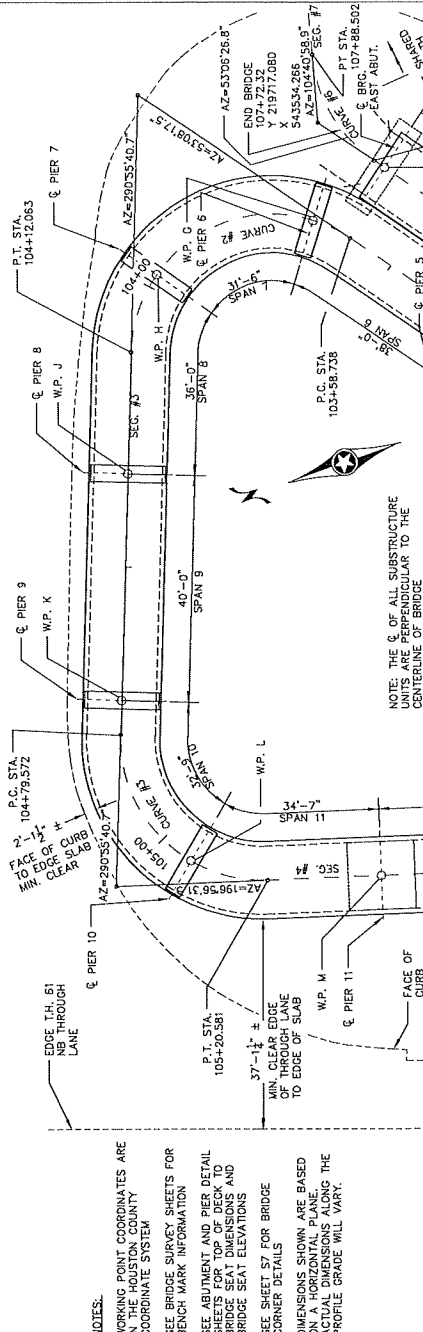 NOTES:
WORKING POINT COORDINATES ARE
ON THE HOUSTON COUNTY
COORDINATE SYSTEM
SEE BRIDGE SURVEY SHEETS FOR
BENCH MARK INFORMATION
SEE ABUTMENT AND PIER DETAIL
SHEETS FOR TOP OF DECK TO
BRIDGE SEAT DIMENSIONS AND
BRIDGE SEAT ELEVATIONS
SEE SHEET S7 FOR BRIDGE
CORNER DETAILS
DIMENSIONS SHOWN ARE BASED
ON A HORIZONTAL PLANE.
ACTUAL DIMENSIONS ALONG THE
PROFILE GRADE WILL VARY.
EDGE T.H. 61
NB THROUGH
LANE
2'-1½" ±
FACE OF CURB
TO EDGE SLAB
MIN. CLEAR
P.C. STA.
104+79.572
℄ PIER 9
W.P. K
℄ PIER 8
W.P. J
P.T. STA.
104+12.063
℄ PIER 7
AZ=290°55'40.7"
AZ=53°08'17.5"
AZ=53°06'26.8"
END BRIDGE
107+72.32
Y 219717.080
X
543534.266
AZ=104°40'58.9"
SEG. #7
CURVE #6
PT STA.
107+88.502
℄ BRG.
EAST ABUT.
SHARED
104+00
W.P. H
SEG. #3
W.P. G
℄ PIER 6
CURVE #2
31'-6"
SPAN 7
36'-0"
SPAN 8
40'-0"
SPAN 9
32'-9"
SPAN 10
P.C. STA.
103+58.738
38'-0"
SPAN 6
℄ PIER 5
AZ=290°55'40.7"
CURVE #3
105+00
℄ PIER 10
AZ=196°56'31.5"
W.P. L
34'-7"
SPAN 11
SEG. #4
P.T. STA.
105+20.581
37'-1¼" ±
MIN. CLEAR EDGE
OF THROUGH LANE
TO EDGE OF SLAB
W.P. M
℄ PIER 11
FACE OF
CURB
NOTE: THE ℄ OF ALL SUBSTRUCTURE
UNITS ARE PERPENDICULAR TO THE
CENTERLINE OF BRIDGE